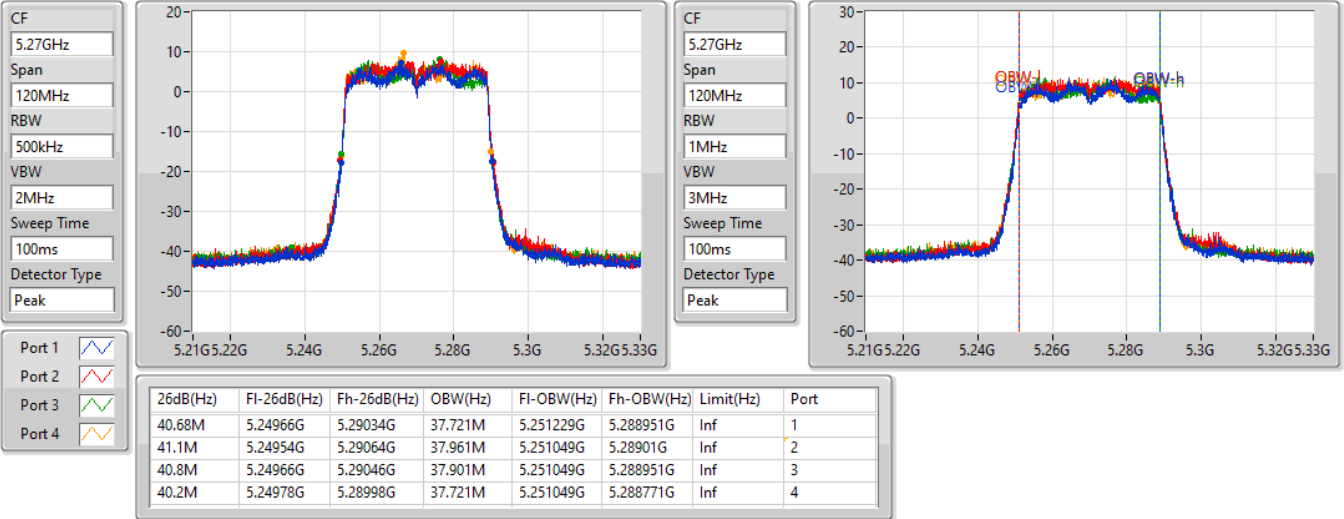 CF
5.27GHz
Span
120MHz
RBW
500kHz
VBW
2MHz
Sweep Time
100ms
Detector Type
Peak
20
10
0
-10
-20
-30
-40
-50
-60
5.21G 5.22G 5.24G 5.26G 5.28G 5.3G 5.32G 5.33G
CF
5.27GHz
Span
120MHz
RBW
1MHz
VBW
3MHz
Sweep Time
100ms
Detector Type
Peak
30
20
10
0
-10
-20
-30
-40
-50
-60
OBW-l OBW-h
5.21G 5.22G 5.24G 5.26G 5.28G 5.3G 5.32G 5.33G
Port 1
Port 2
Port 3
Port 4
26dB(Hz) Fl-26dB(Hz) Fh-26dB(Hz) OBW(Hz) Fl-OBW(Hz) Fh-OBW(Hz) Limit(Hz) Port
40.68M 5.24966G 5.29034G 37.721M 5.251229G 5.288951G Inf 1
41.1M 5.24954G 5.29064G 37.961M 5.251049G 5.28901G Inf 2
40.8M 5.24966G 5.29046G 37.901M 5.251049G 5.288951G Inf 3
40.2M 5.24978G 5.28998G 37.721M 5.251049G 5.288771G Inf 4